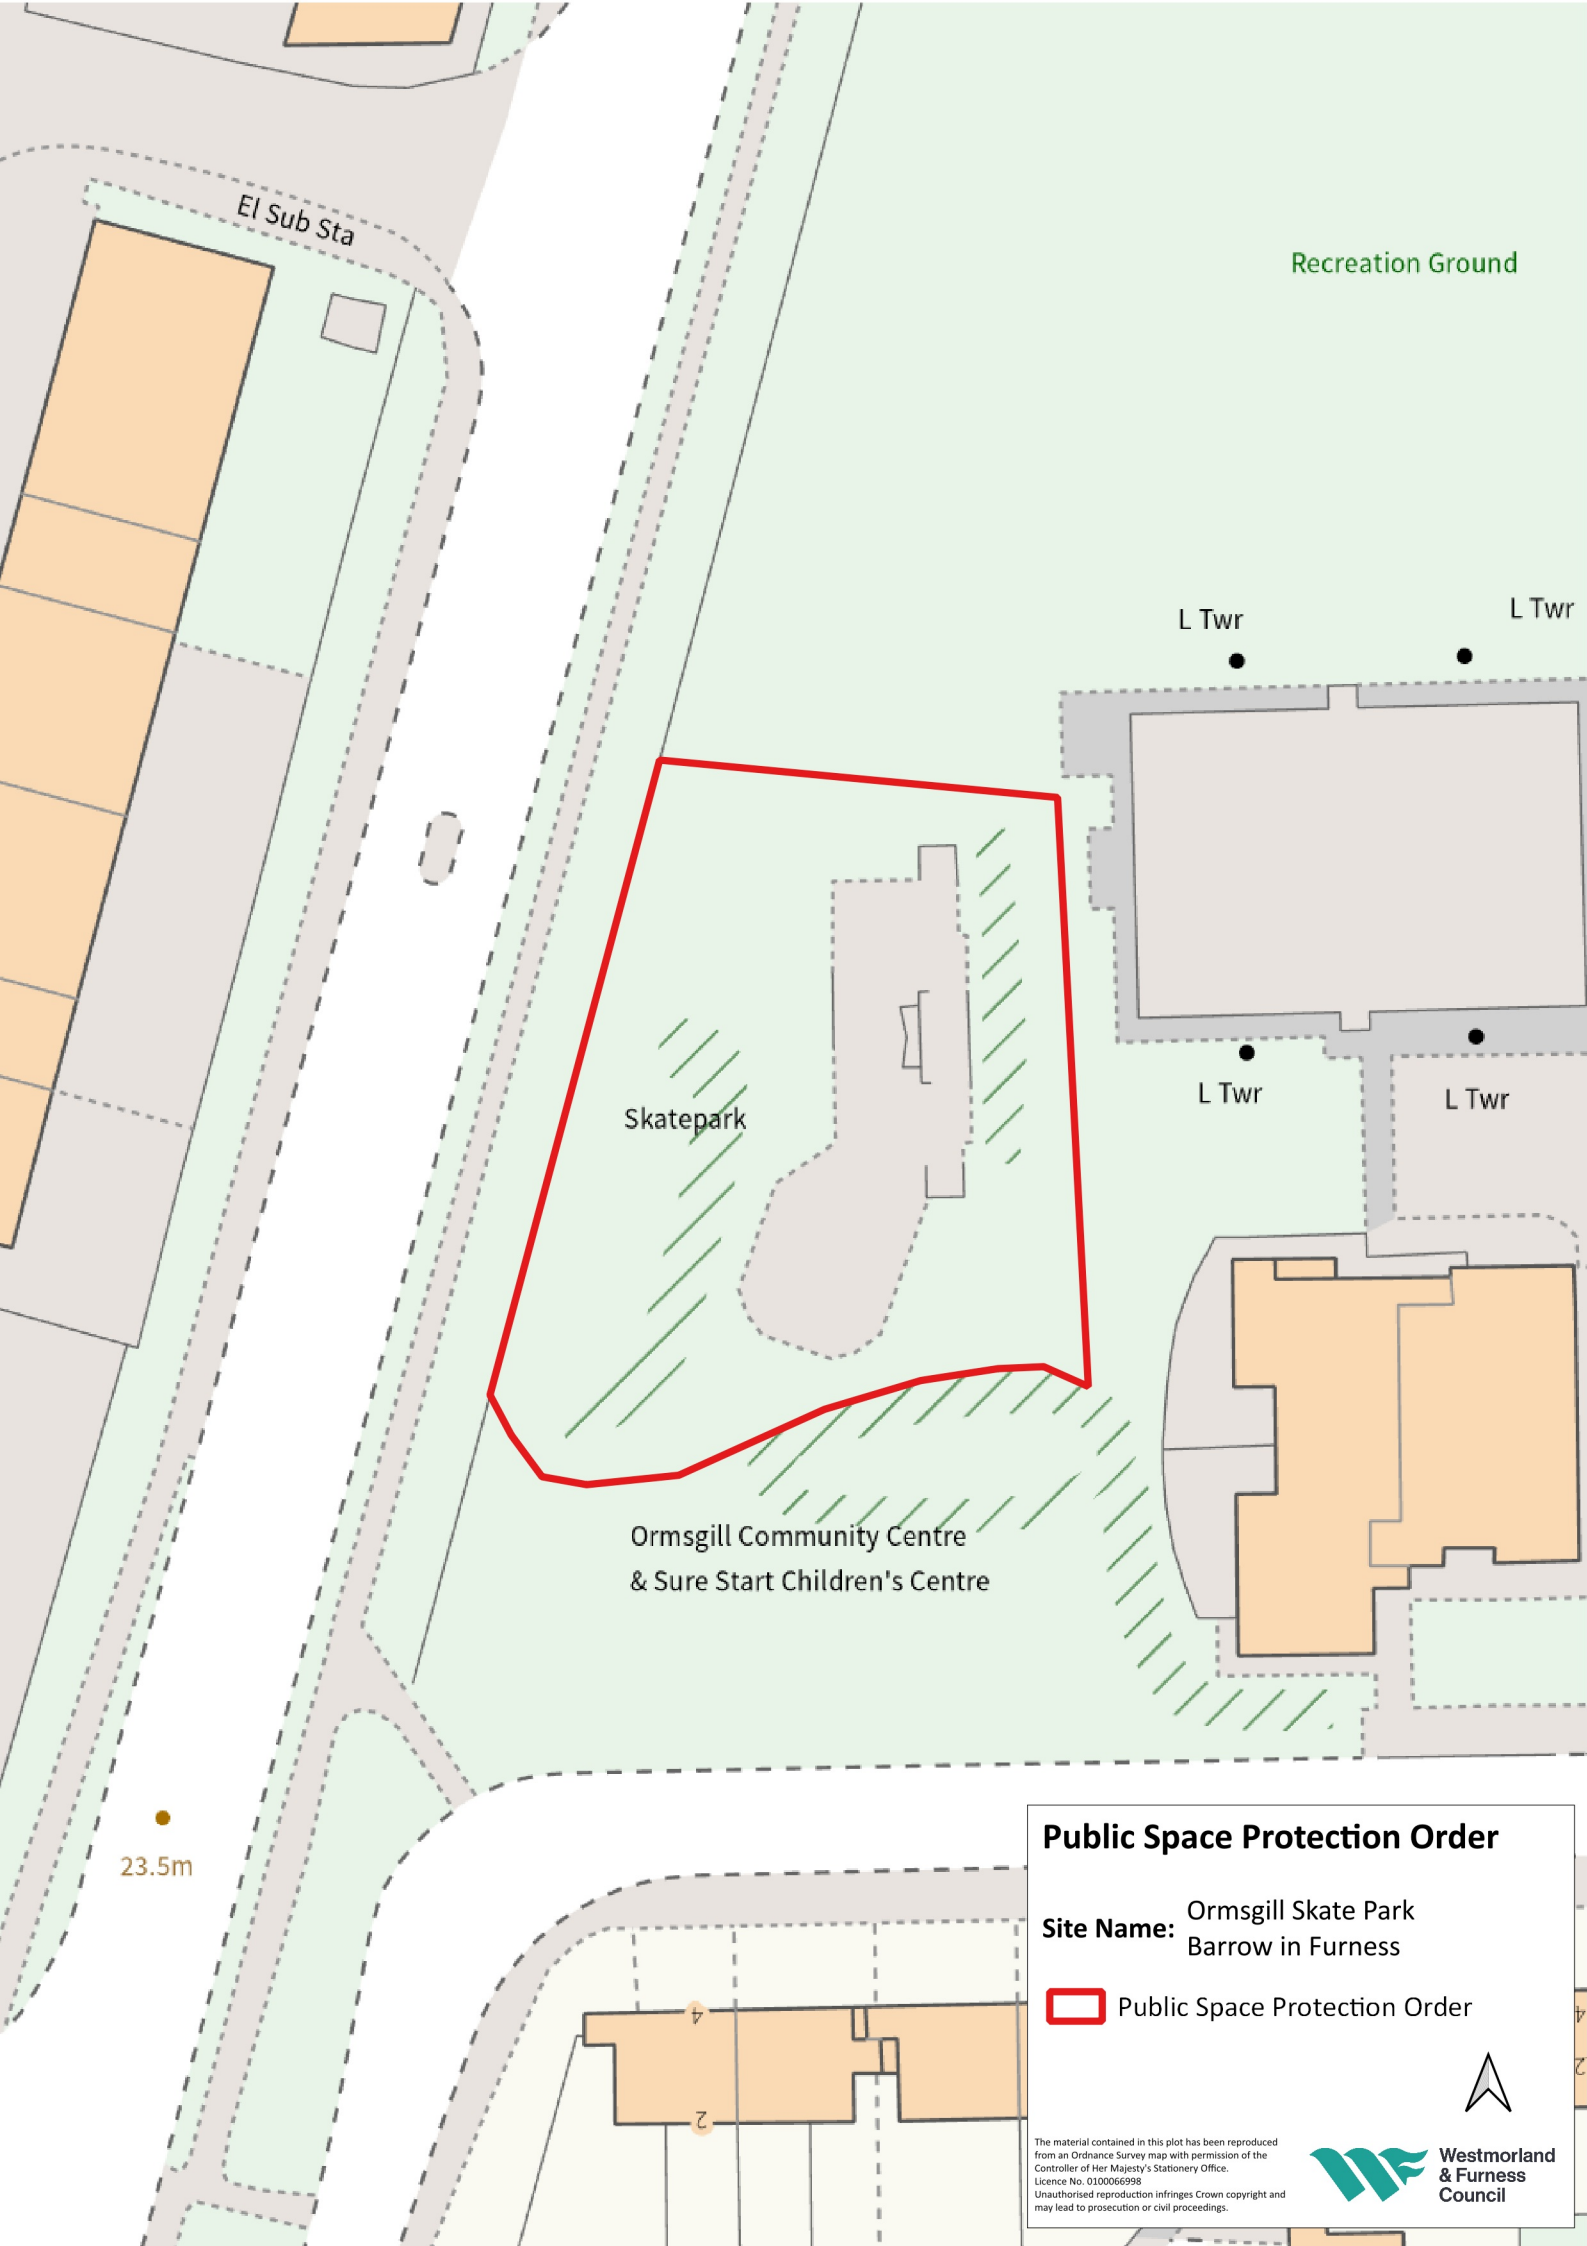 El Sub Sta
Recreation Ground
L Twr
L Twr
L Twr
L Twr
Skatepark
Ormsgill Community Centre
& Sure Start Children's Centre
23.5m
Public Space Protection Order
Site Name:
Ormsgill Skate Park
Barrow in Furness
Public Space Protection Order
4
2
4
2
The material contained in this plot has been reproduced
from an Ordnance Survey map with permission of the
Controller of Her Majesty's Stationery Office.
Licence No. 0100066998
Unauthorised reproduction infringes Crown copyright and
may lead to prosecution or civil proceedings.
Westmorland
& Furness
Council